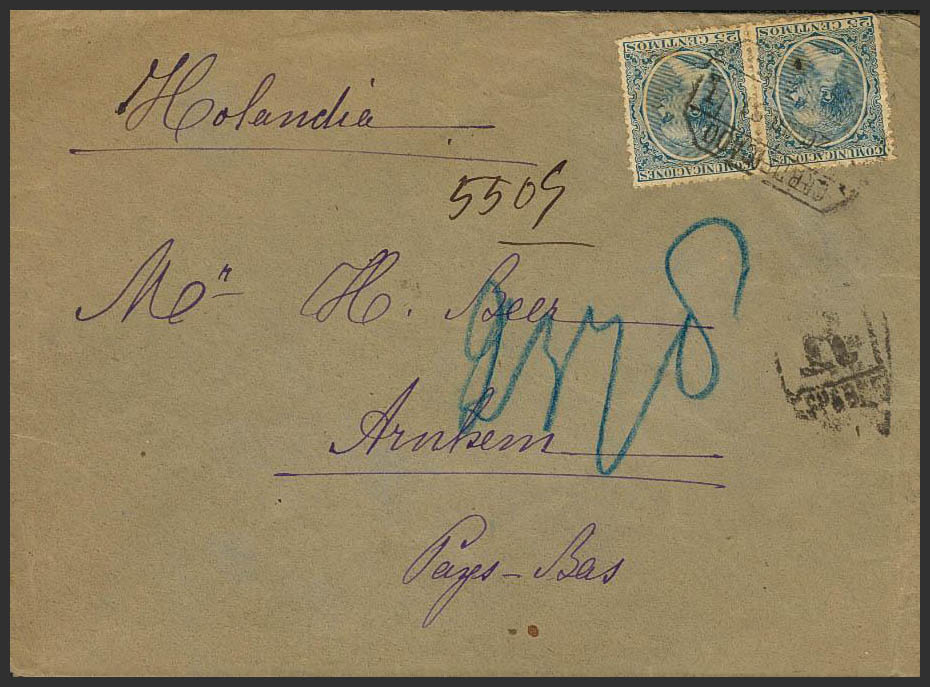 Holandia
5509
Mr H. Beer
Arnhem
Pays-Bas
25 CENTIMOS 25 CENTIMOS
COMUNICACIONES COMUNICACIONES
R